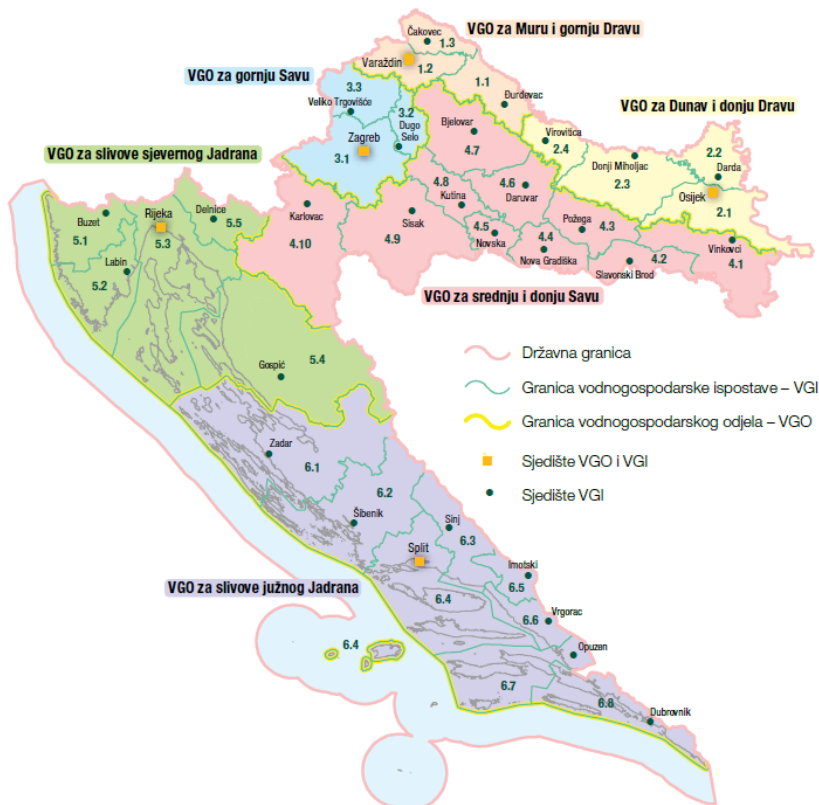 VGO za Muru i gornju Dravu
Čakovec
1.3
Varaždin
1.2
1.1
Đurđevac
VGO za gornju Savu
3.3
Veliko Trgovišće
3.2
Dugo
Selo
Zagreb
3.1
VGO za Dunav i donju Dravu
Virovitica
2.4
Donji Miholjac
2.3
2.2
Darda
Osijek
2.1
Bjelovar
4.7
4.8
Kutina
4.6
Daruvar
Požega
4.3
Karlovac
4.10
Sisak
4.9
4.5
Novska
4.4
Nova Gradiška
4.2
Slavonski Brod
Vinkovci
4.1
VGO za srednju i donju Savu
VGO za slivove sjevernog Jadrana
Buzet
5.1
Rijeka
5.3
Delnice
5.5
Labin
5.2
5.4
Gospić
Državna granica
Granica vodnogospodarske ispostave – VGI
Granica vodnogospodarskog odjela – VGO
Sjedište VGO i VGI
Sjedište VGI
Zadar
6.1
6.2
Šibenik
Sinj
6.3
Split
Imotski
6.5
VGO za slivove južnog Jadrana
6.4
Vrgorac
6.6
6.4
Opuzen
6.7
6.8
Dubrovnik